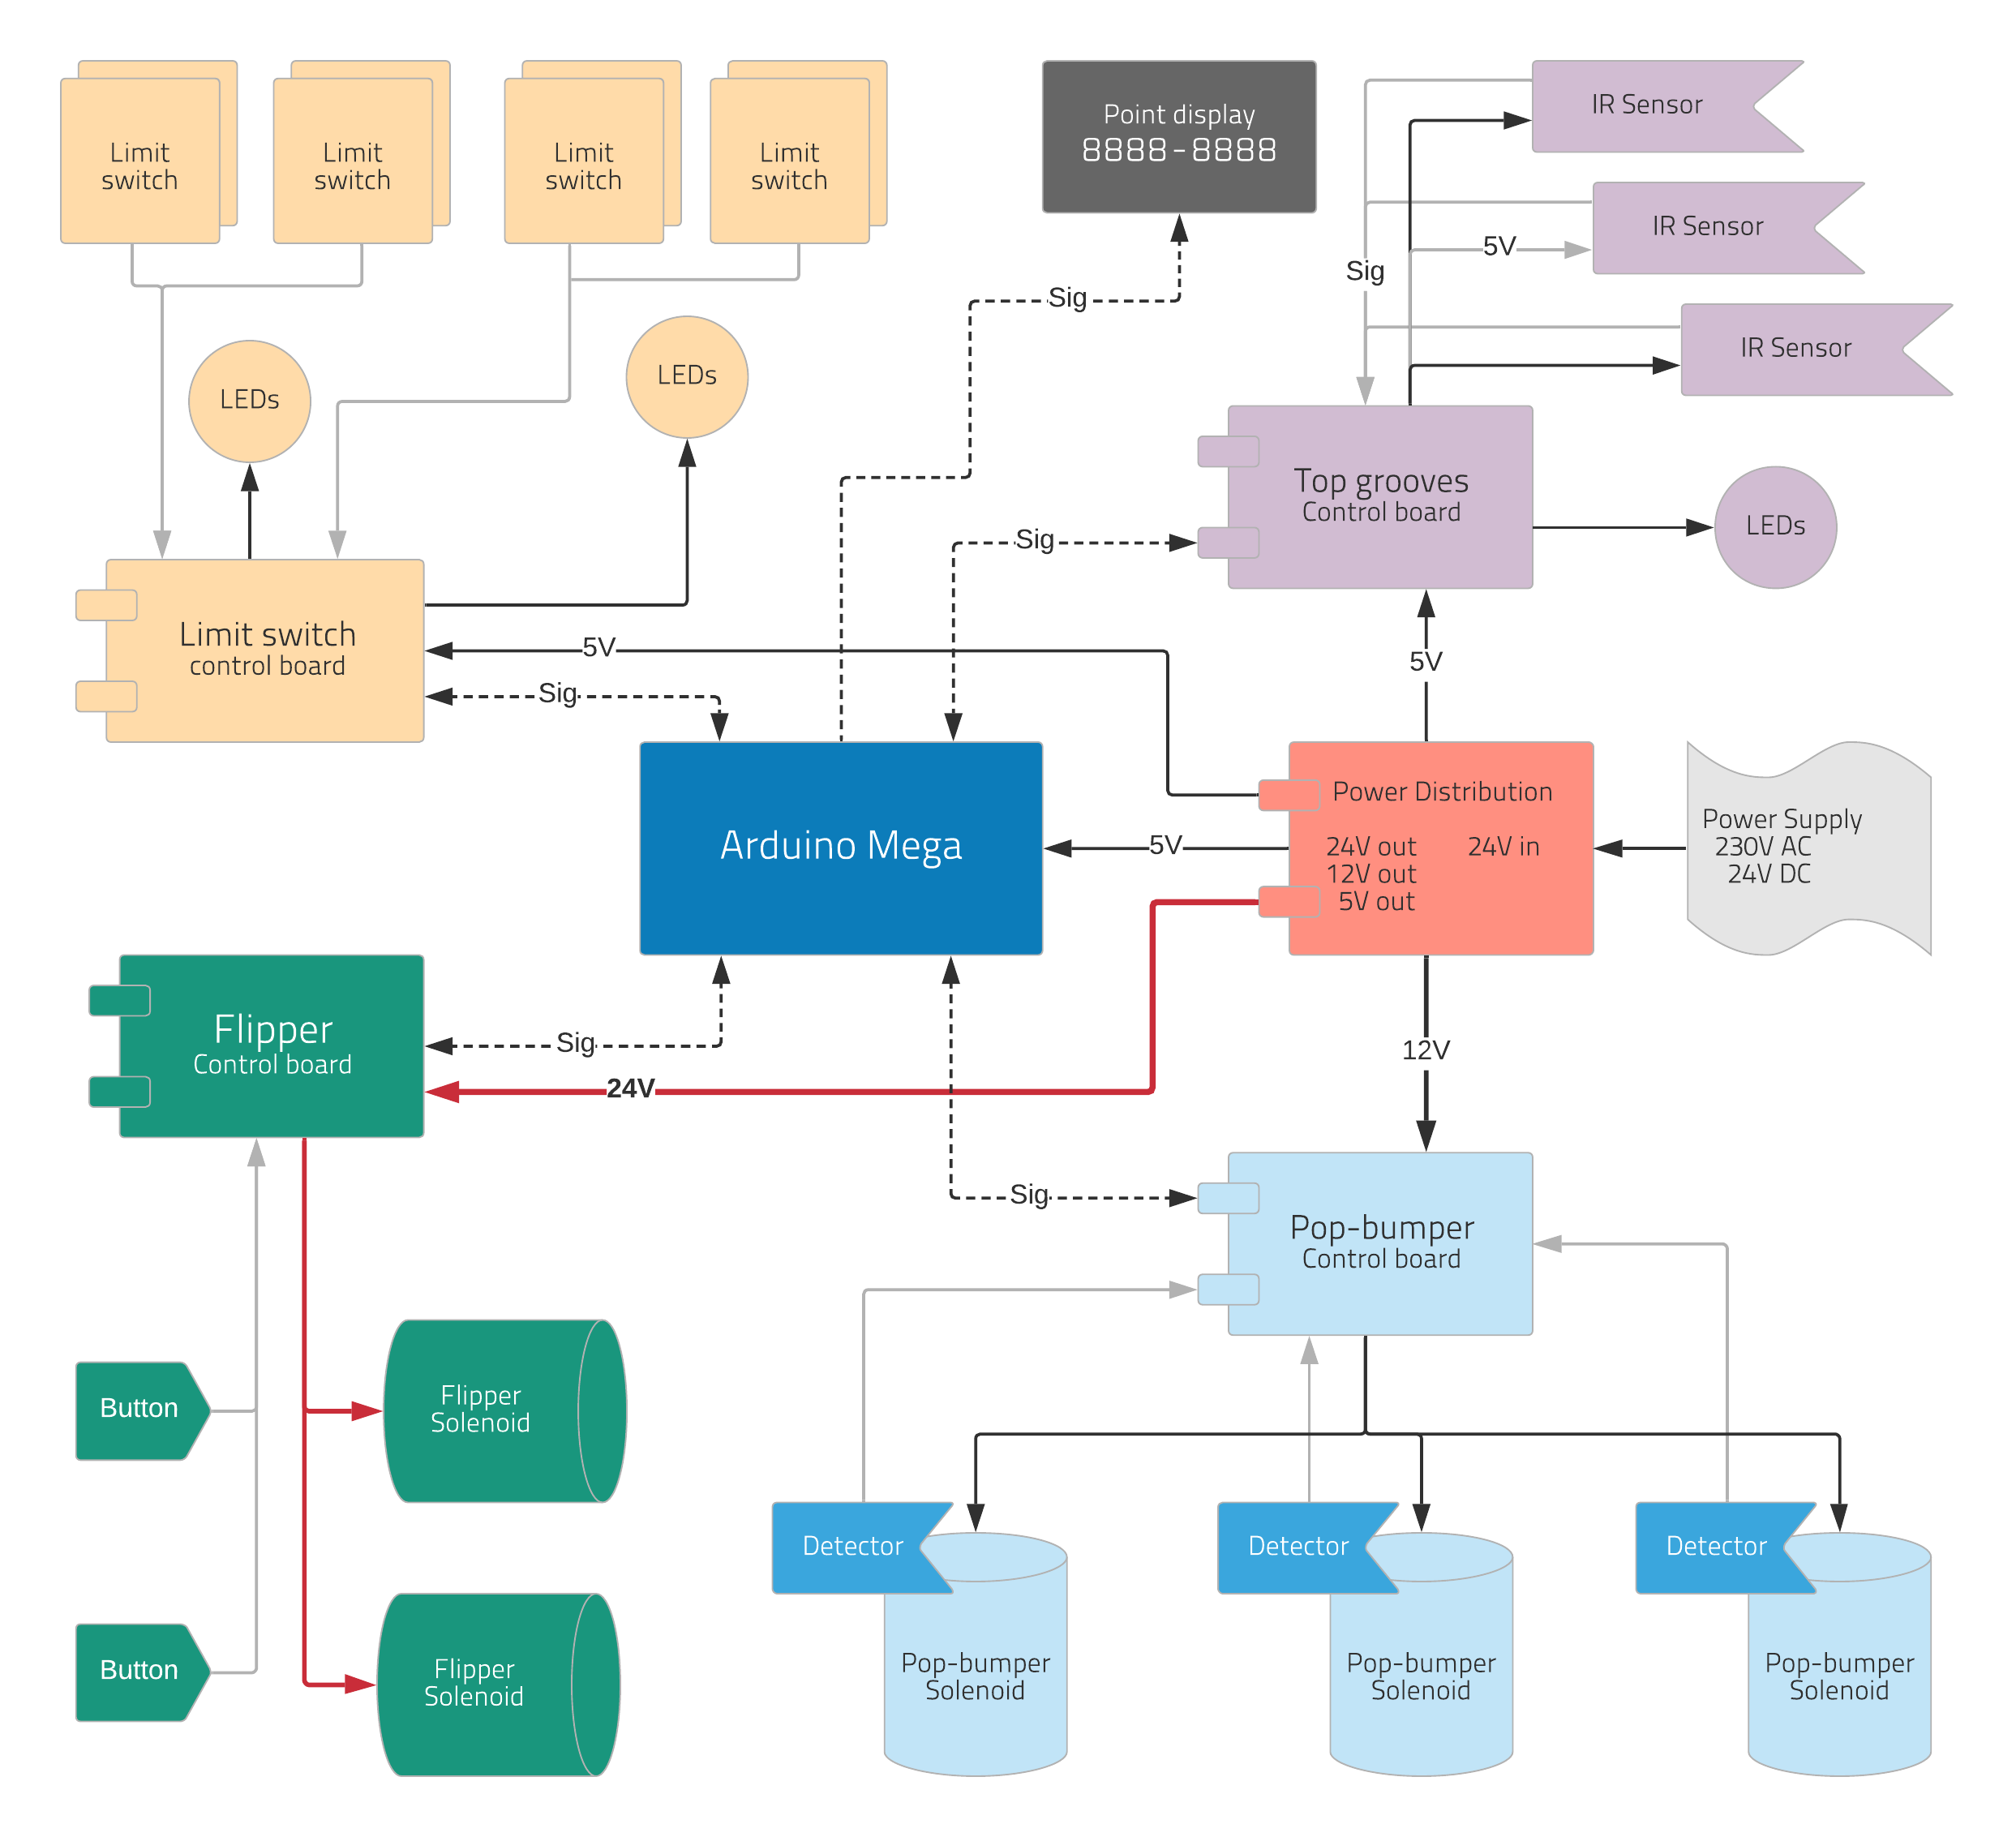 Limit
switch
Limit
switch
Limit
switch
Limit
switch
Point display
8888-8888
IR Sensor
IR Sensor
5V
Sig
IR Sensor
Sig
LEDs
LEDs
Top grooves
Control board
LEDs
Sig
Limit switch
control board
5V
Sig
5V
Arduino Mega
5V
Power Distribution
24V out 24V in
12V out
5V out
Power Supply
230V AC
24V DC
Flipper
Control board
Sig
24V
12V
Sig
Pop-bumper
Control board
Button
Flipper
Solenoid
Button
Flipper
Solenoid
Detector
Pop-bumper
Solenoid
Detector
Pop-bumper
Solenoid
Detector
Pop-bumper
Solenoid